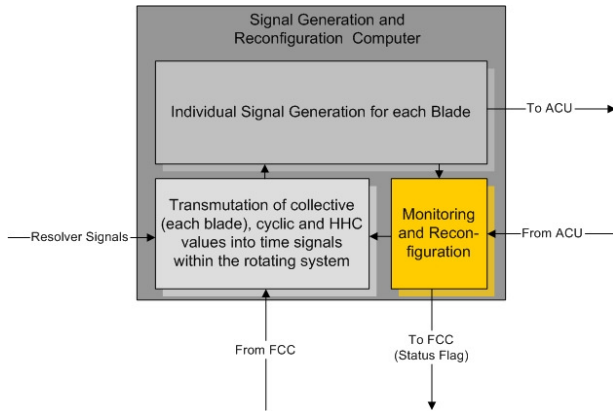 Signal Generation and
Reconfiguration Computer
Individual Signal Generation for each Blade
To ACU
Transmutation of collective
(each blade), cyclic and HHC
values into time signals
within the rotating system
Monitoring
and Recon-
figuration
Resolver Signals
From ACU
From FCC
To FCC
(Status Flag)